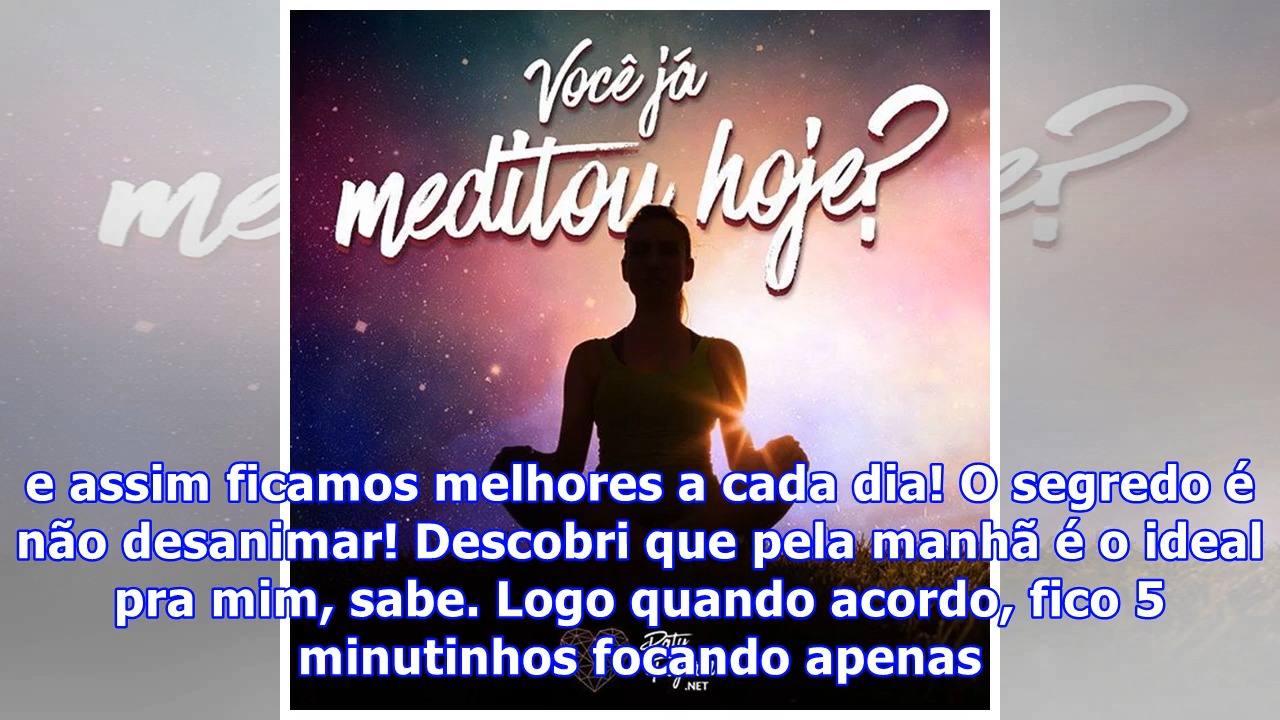 Você já
meditou hoje?
me
e?
e assim ficamos melhores a cada dia! O segredo é
não desanimar! Descobri que pela manhã é o ideal
pra mim, sabe. Logo quando acordo, fico 5
minutinhos focando apenas
.NET